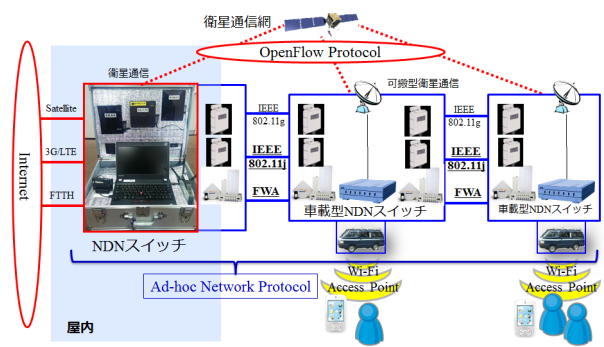 衛星通信網
OpenFlow Protocol
衛星通信
可搬型衛星通信
Internet
Satellite
3G/LTE
FTTH
IEEE
802.11g
IEEE
802.11j
FWA
IEEE
802.11g
IEEE
802.11j
FWA
NDNスイッチ
車載型NDNスイッチ
車載型NDNスイッチ
Ad-hoc Network Protocol
Wi-Fi
Access Point
Wi-Fi
Access Point
屋内